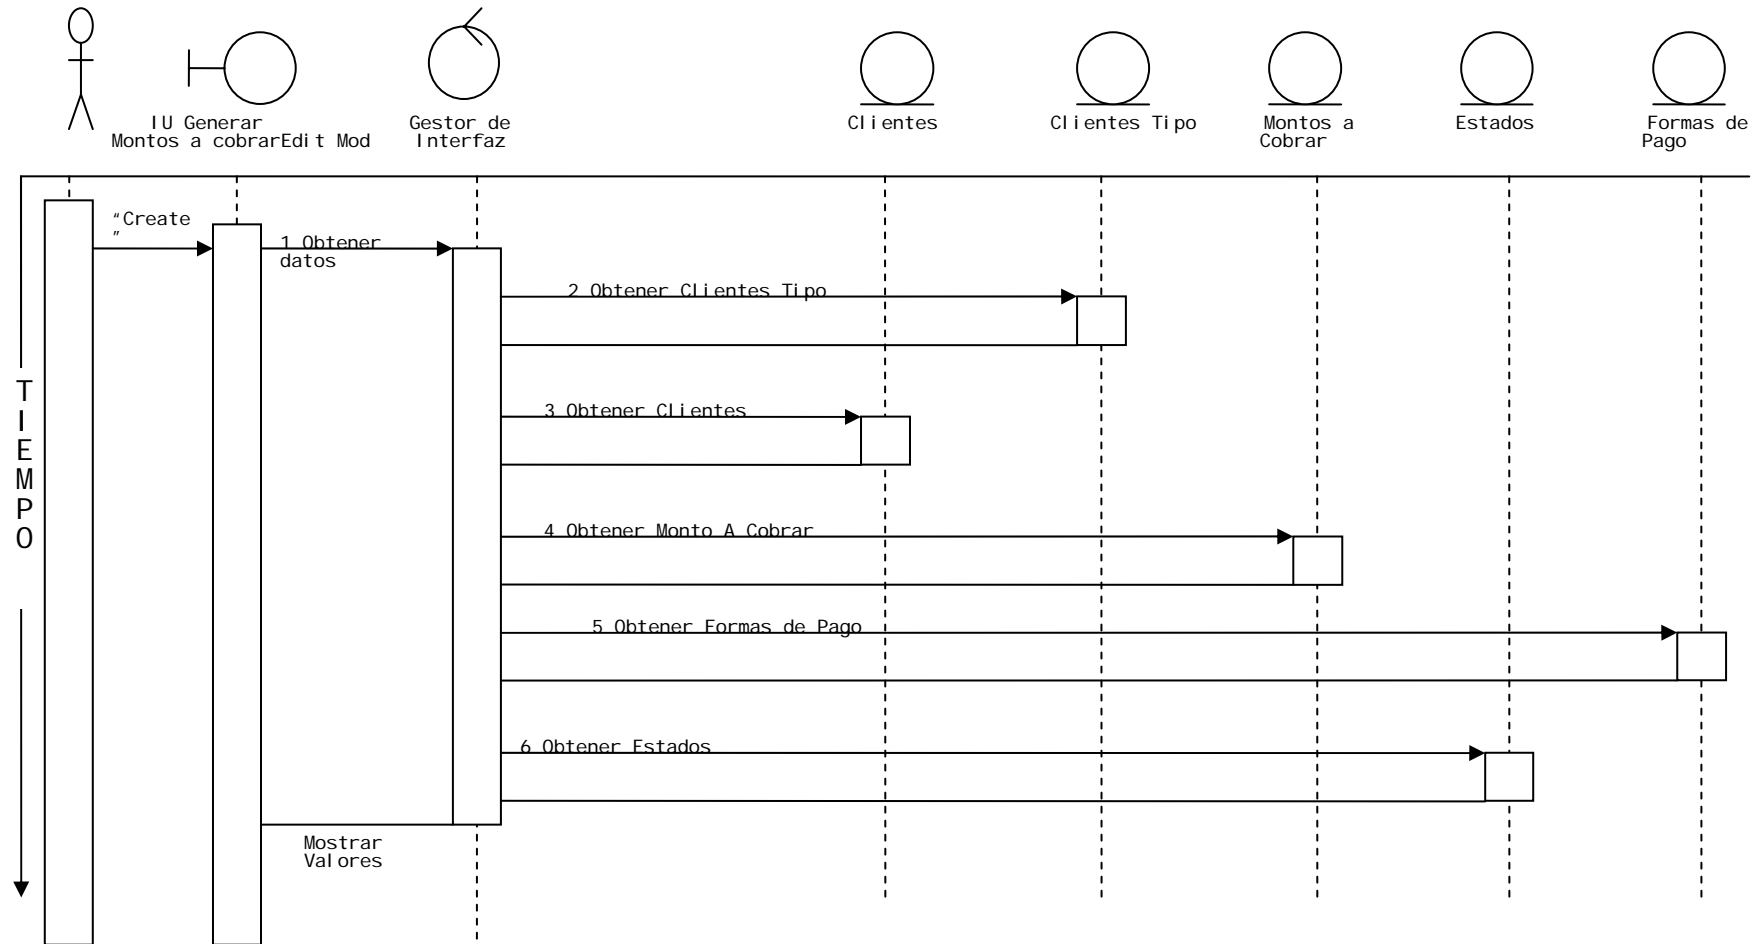 IU Generar
Montos a cobrarEdit Mod
Gestor de
Interfaz
Clientes
Clientes Tipo
Montos a
Cobrar
Estados
Formas de
Pago
“Create
”
1 Obtener
datos
2 Obtener Clientes Tipo
3 Obtener Clientes
4 Obtener Monto A Cobrar
5 Obtener Formas de Pago
6 Obtener Estados
Mostrar
Valores
T
I
E
M
P
O